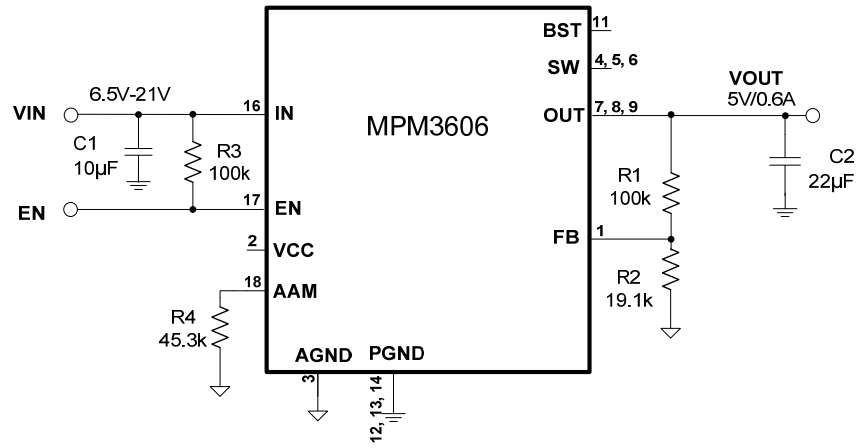 BST 11
SW 4, 5, 6
VOUT
5V/0.6A
6.5V-21V
VIN
16 IN
MPM3606
OUT 7, 8, 9
C1
10µF
R3
100k
R1
100k
C2
22µF
EN
17 EN
2 VCC
FB 1
18 AAM
R2
19.1k
R4
45.3k
AGND
PGND
3
12, 13, 14